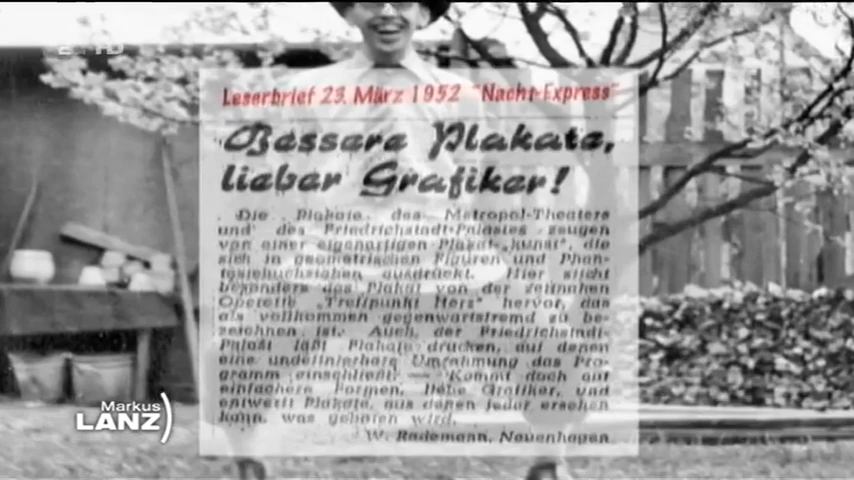 HD
Leserbrief 23. März 1952 "Nacht-Express"
Bessere Plakate,
lieber Grafiker!
Die Plakate des Metropol-Theaters
und des Friedrichstadt-Palastes zeugen
von einer eigenartigen Plakat-„kunst", die
sich in geometrischen Figuren und Phan-
tasiebuchstaben ausdrückt. Hier sticht
besonders das Plakat von der zeitnahen
Operette „Treffpunkt Herz" hervor, das
als vollkommen gegenwartsfremd zu be-
zeichnen ist. Auch der Friedrichstadt-
Palast läßt Plakate drucken, auf denen
eine undefinierbare Umrahmung das Pro-
gramm einschließt. — Kommt doch auf
einfachere Formen, liebe Grafiker, und
entwerft Plakate, aus denen jeder ersehen
kann, was geboten wird.
W. Rademann, Neuenhagen
Markus
LANZ